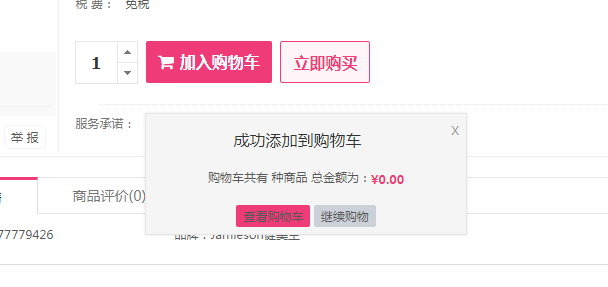 税 费： 免税
1 加入购物车 立即购买
举 报
服务承诺：
x
成功添加到购物车
购物车共有 种商品 总金额为：¥0.00
查看购物车 继续购物
商品评价(0)
77779426
品牌：Jamieson健美生